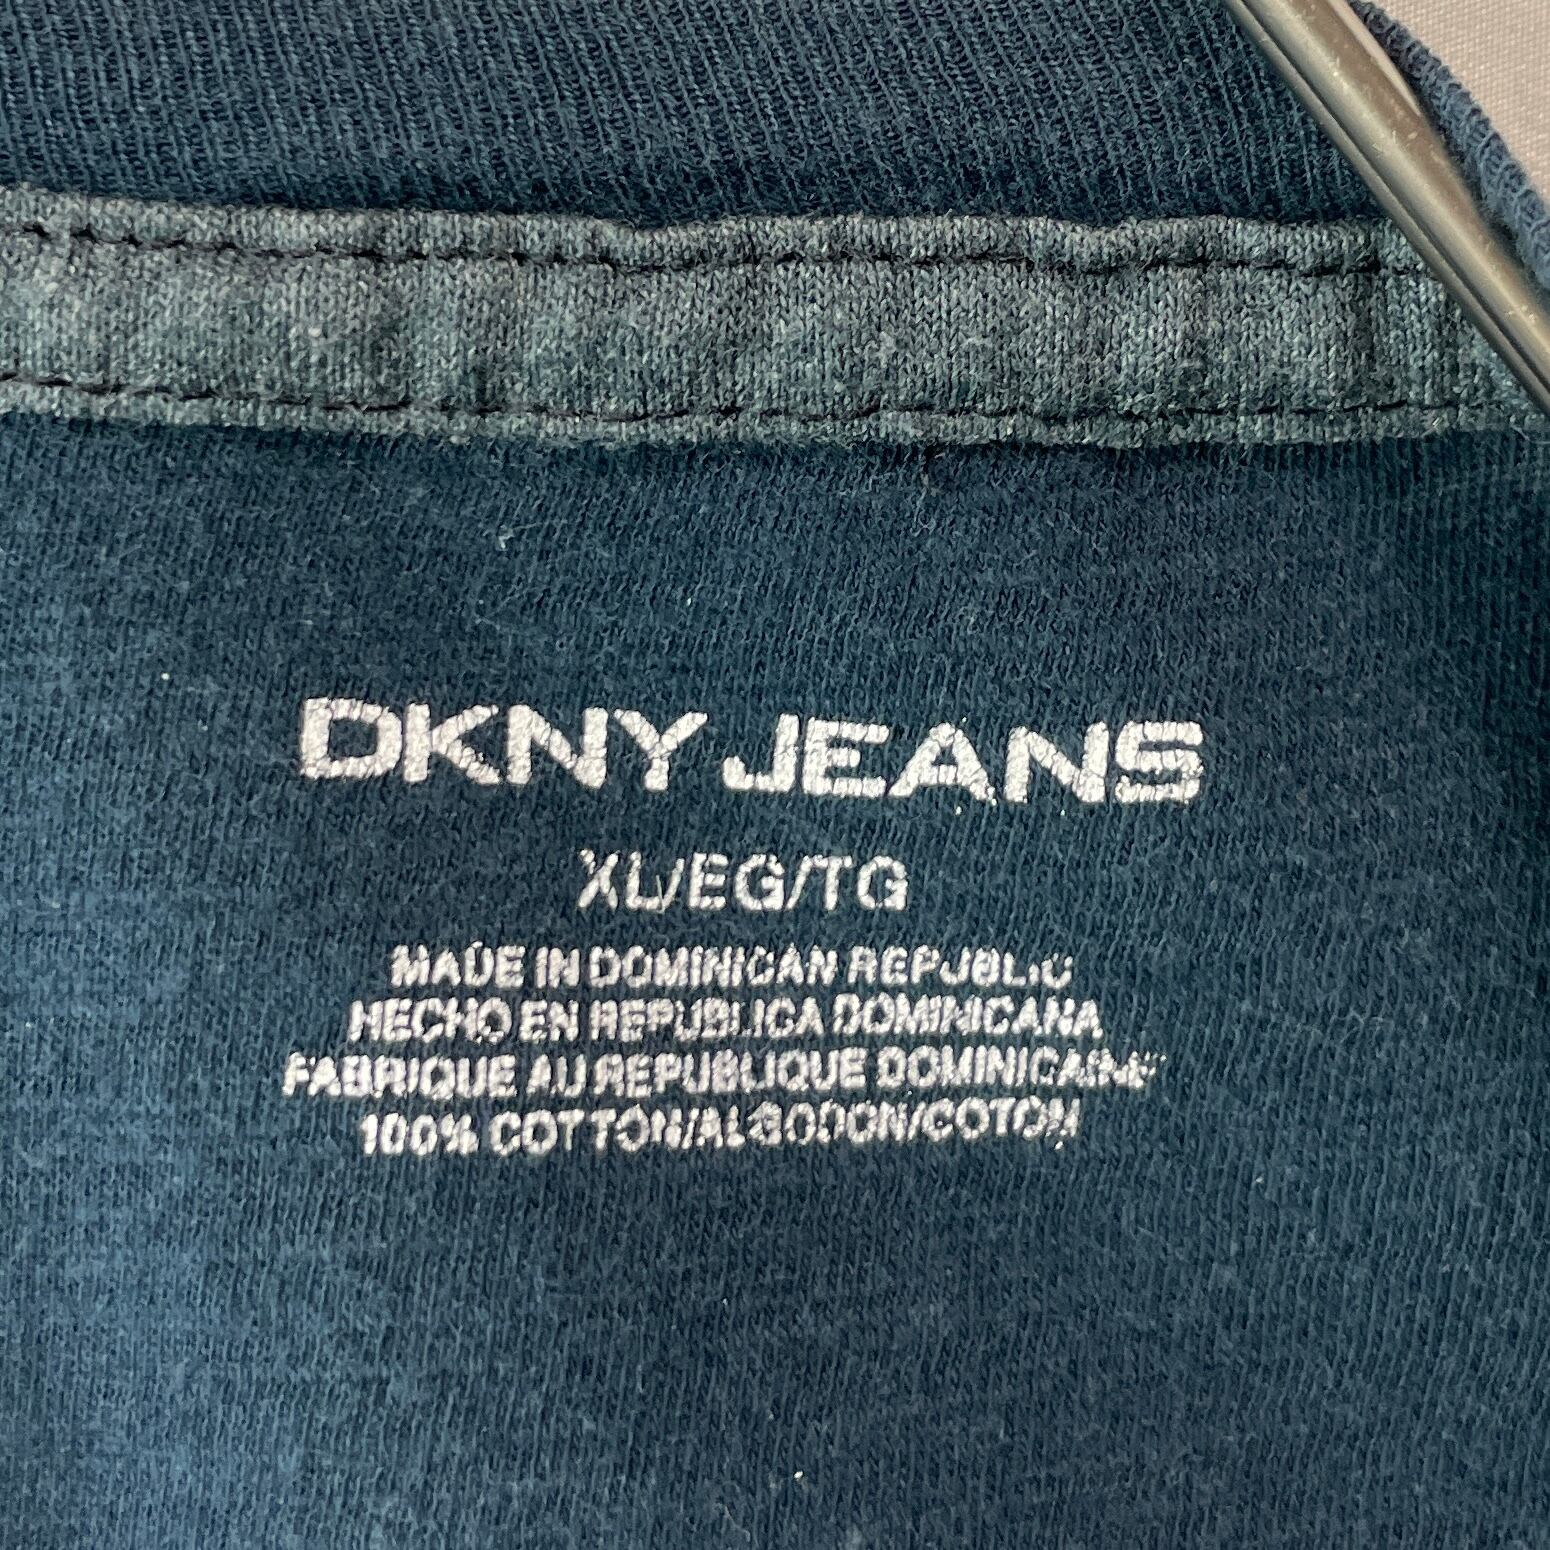 DKNY JEANS
XL/EG/TG
MADE IN DOMINICAN REPUBLIC
HECHO EN REPUBLICA DOMINICANA
FABRIQUE AU REPUBLIQUE DOMINICAINE
100% COTTON/ALGODON/COTON